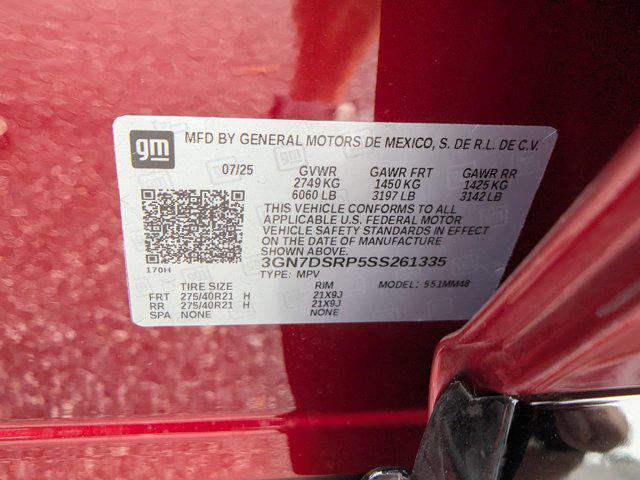 gm
MFD BY GENERAL MOTORS DE MEXICO, S. DE R.L. DE C.V.
07/25 GVWR GAWR FRT GAWR RR
2749 KG 1450 KG 1425 KG
6060 LB 3197 LB 3142 LB
THIS VEHICLE CONFORMS TO ALL
APPLICABLE U.S. FEDERAL MOTOR
VEHICLE SAFETY STANDARDS IN EFFECT
ON THE DATE OF MANUFACTURE
SHOWN ABOVE.
3GN7DSRP5SS261335
170H TYPE: MPV
TIRE SIZE RIM MODEL: 551MM48
FRT 275/40R21 H 21X9J
RR 275/40R21 H 21X9J
SPA NONE NONE